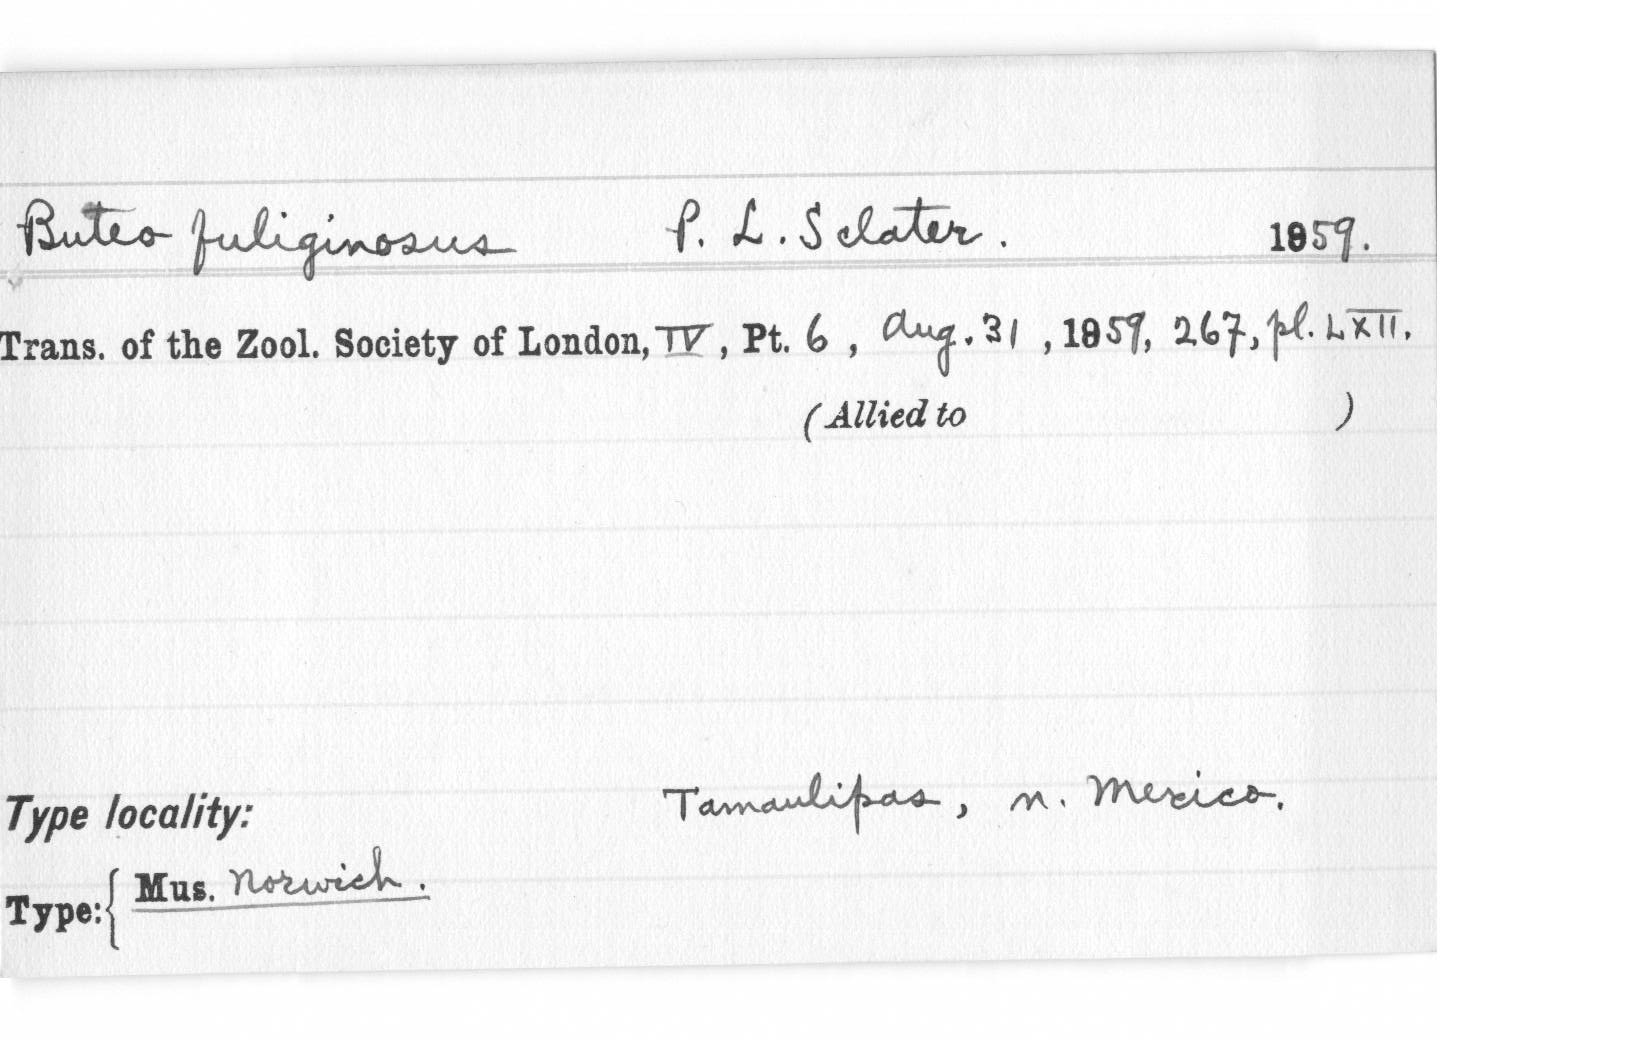 Buteo fuliginosus P. L. Sclater. 1859.
Trans. of the Zool. Society of London, IV, Pt. 6, Aug. 31, 1859, 267, pl. LXII.
(Allied to )
Type locality: Tamaulipas, n. Mexico.
Type: { Mus. Norwich.